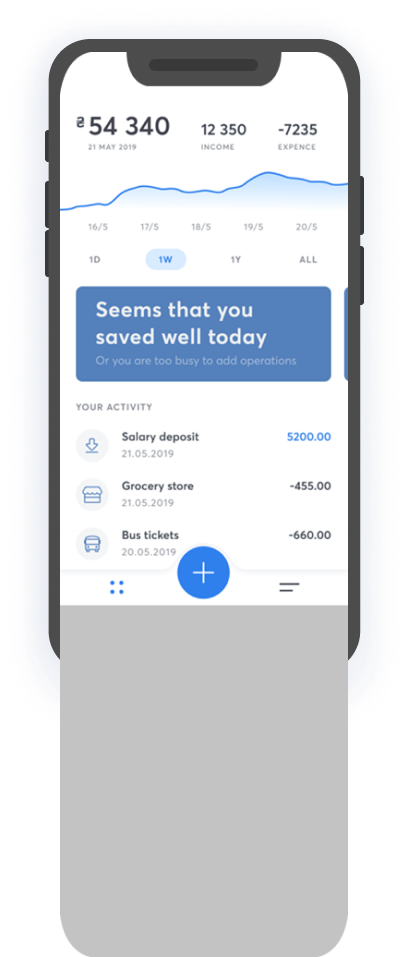 ₴54 340
21 MAY 2019
12 350
INCOME
-7235
EXPENCE
16/5 17/5 18/5 19/5 20/5
1D 1W 1Y ALL
Seems that you
saved well today
Or you are too busy to add operations
YOUR ACTIVITY
Salary deposit 5200.00
21.05.2019
Grocery store -455.00
21.05.2019
Bus tickets -660.00
20.05.2019